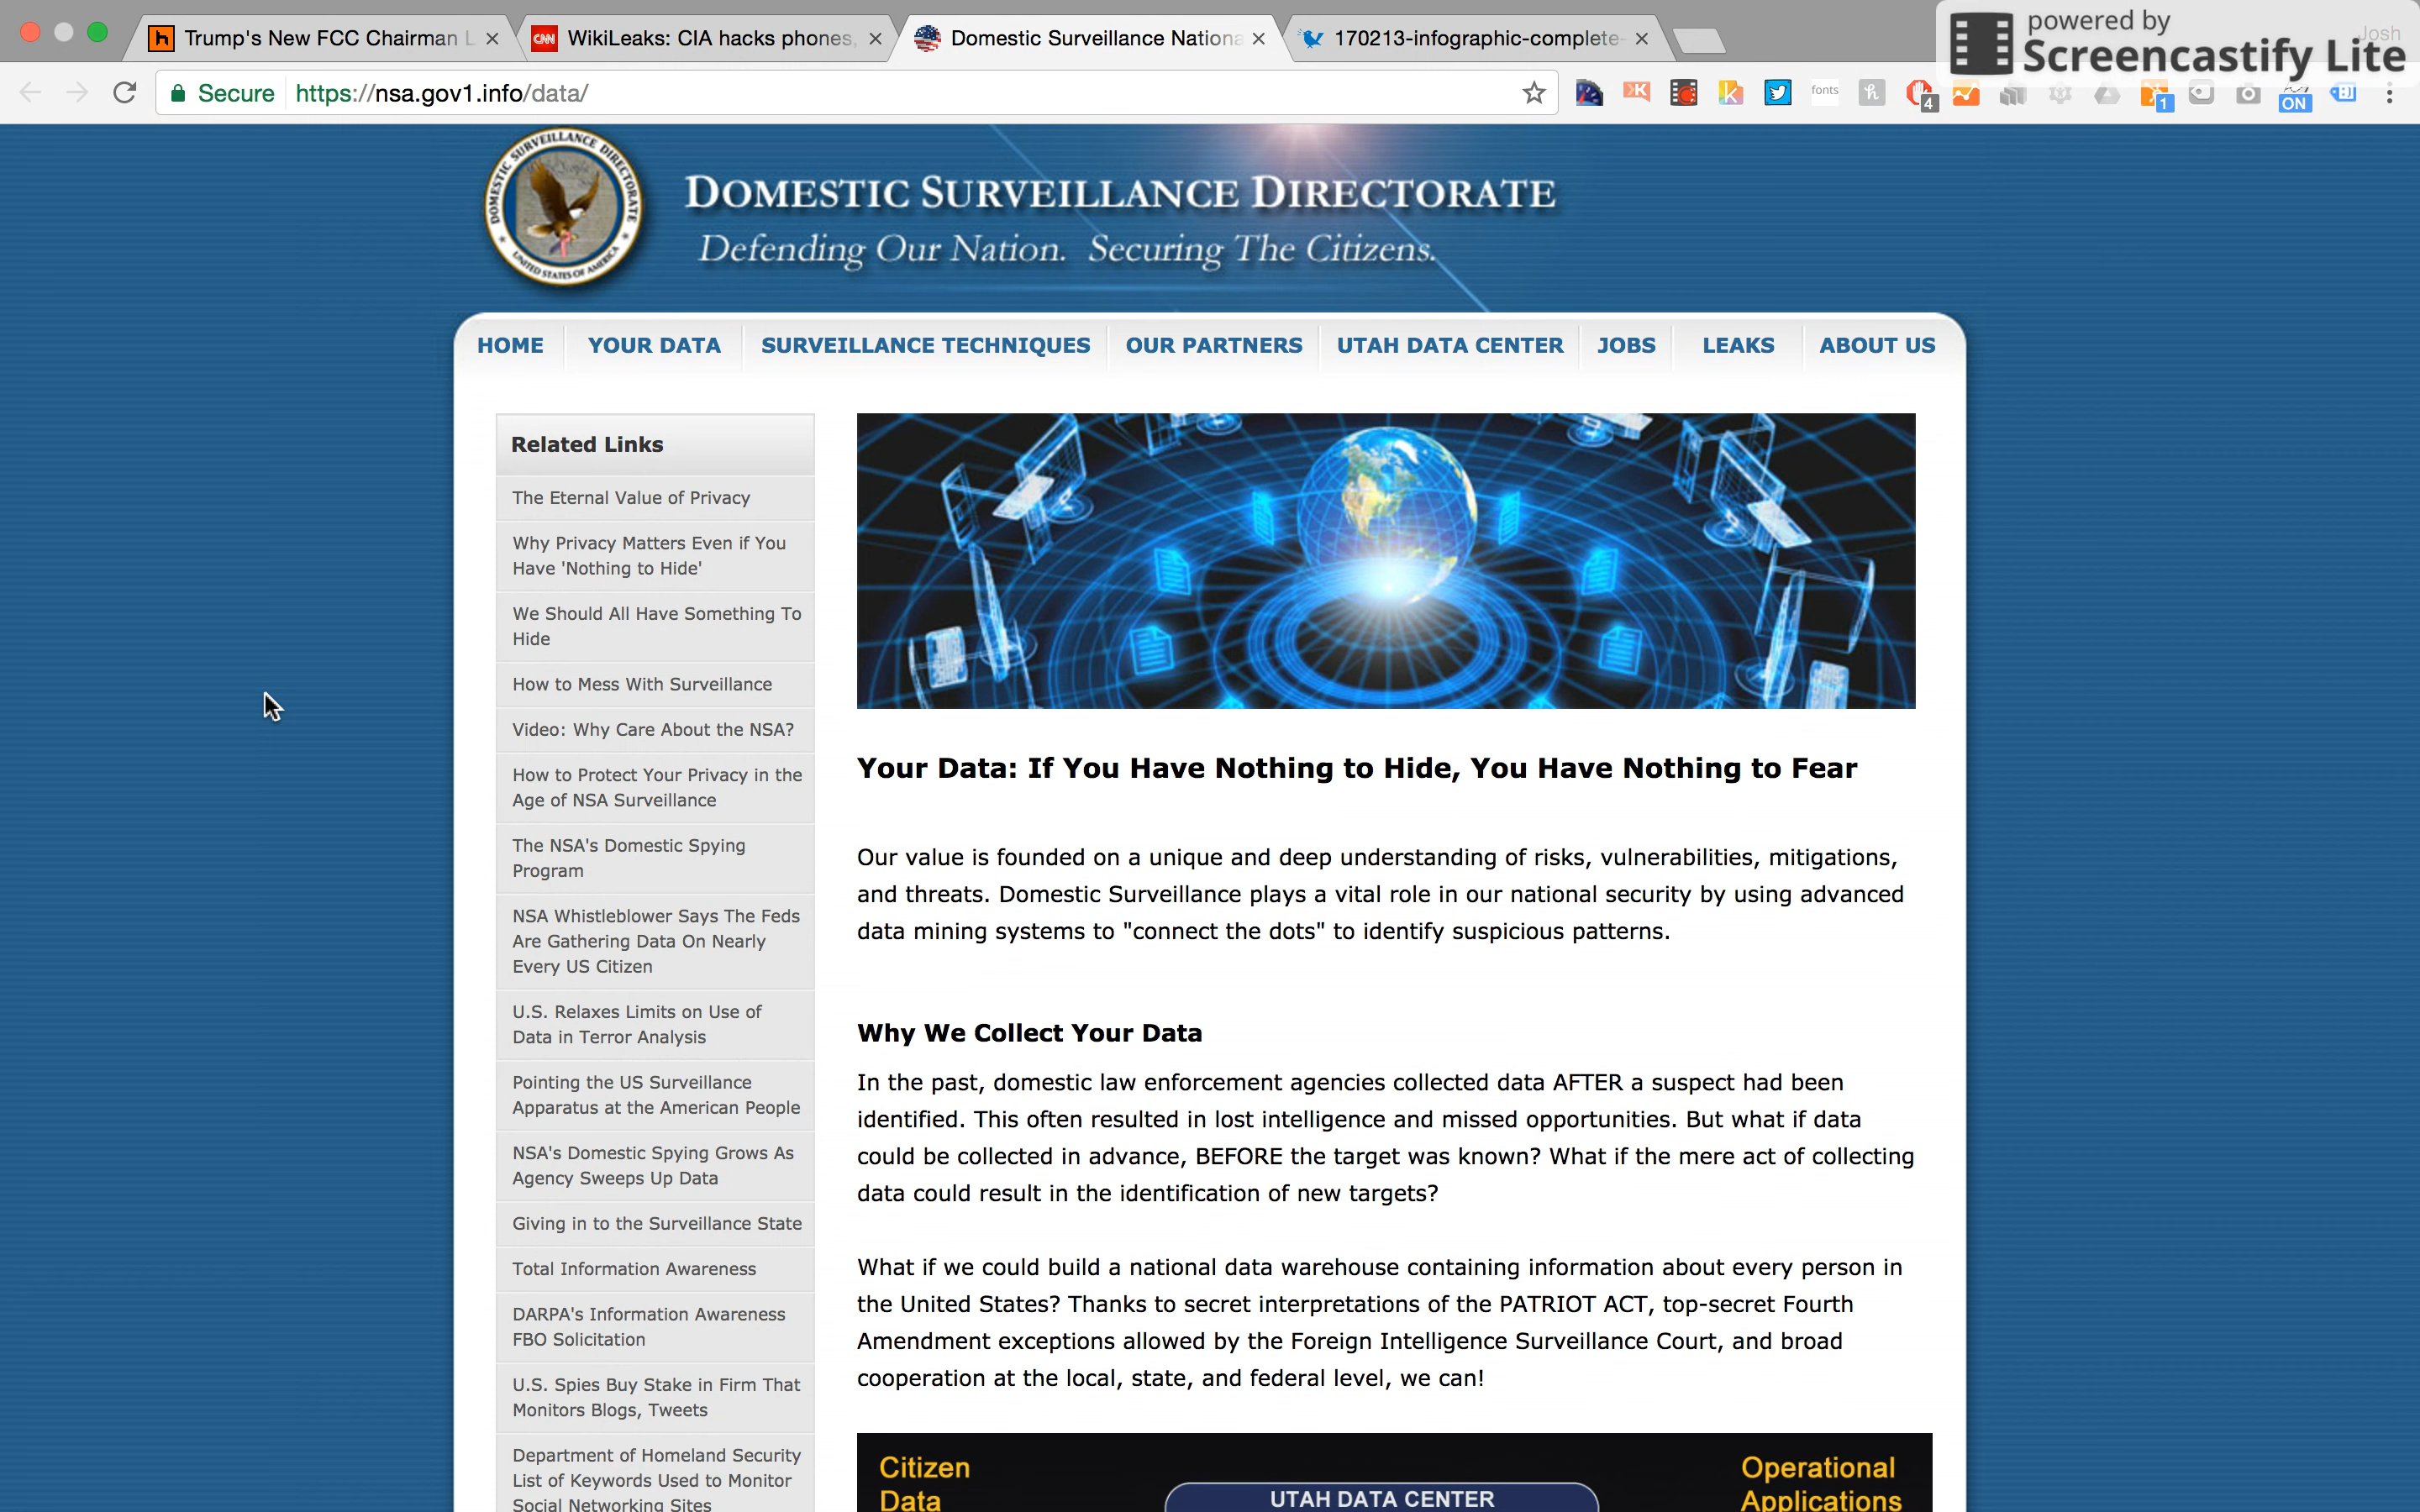 Trump's New FCC Chairman L
WikiLeaks: CIA hacks phones,
Domestic Surveillance Nationa
170213-infographic-complete-
Josh
powered by
Screencastify Lite
Secure https://nsa.gov1.info/data/
fonts
4
1
ON
DOMESTIC SURVEILLANCE DIRECTORATE
UNITED STATES OF AMERICA
DOMESTIC SURVEILLANCE DIRECTORATE
Defending Our Nation. Securing The Citizens.
HOME YOUR DATA SURVEILLANCE TECHNIQUES OUR PARTNERS UTAH DATA CENTER JOBS LEAKS ABOUT US
Related Links
The Eternal Value of Privacy
Why Privacy Matters Even if You
Have 'Nothing to Hide'
We Should All Have Something To
Hide
How to Mess With Surveillance
Video: Why Care About the NSA?
How to Protect Your Privacy in the
Age of NSA Surveillance
The NSA's Domestic Spying
Program
NSA Whistleblower Says The Feds
Are Gathering Data On Nearly
Every US Citizen
U.S. Relaxes Limits on Use of
Data in Terror Analysis
Pointing the US Surveillance
Apparatus at the American People
NSA's Domestic Spying Grows As
Agency Sweeps Up Data
Giving in to the Surveillance State
Total Information Awareness
DARPA's Information Awareness
FBO Solicitation
U.S. Spies Buy Stake in Firm That
Monitors Blogs, Tweets
Department of Homeland Security
List of Keywords Used to Monitor
Social Networking Sites
Your Data: If You Have Nothing to Hide, You Have Nothing to Fear
Our value is founded on a unique and deep understanding of risks, vulnerabilities, mitigations,
and threats. Domestic Surveillance plays a vital role in our national security by using advanced
data mining systems to "connect the dots" to identify suspicious patterns.
Why We Collect Your Data
In the past, domestic law enforcement agencies collected data AFTER a suspect had been
identified. This often resulted in lost intelligence and missed opportunities. But what if data
could be collected in advance, BEFORE the target was known? What if the mere act of collecting
data could result in the identification of new targets?
What if we could build a national data warehouse containing information about every person in
the United States? Thanks to secret interpretations of the PATRIOT ACT, top-secret Fourth
Amendment exceptions allowed by the Foreign Intelligence Surveillance Court, and broad
cooperation at the local, state, and federal level, we can!
Citizen
Data
UTAH DATA CENTER
Operational
Applications